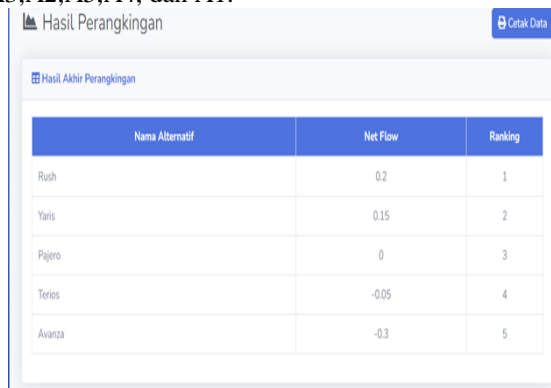 Hasil Perangkingan
Cetak Data
Hasil Akhir Perangkingan
Nama Alternatif Net Flow Ranking
Rush 0.2 1
Yaris 0.15 2
Pajero 0 3
Terios -0.05 4
Avanza -0.3 5